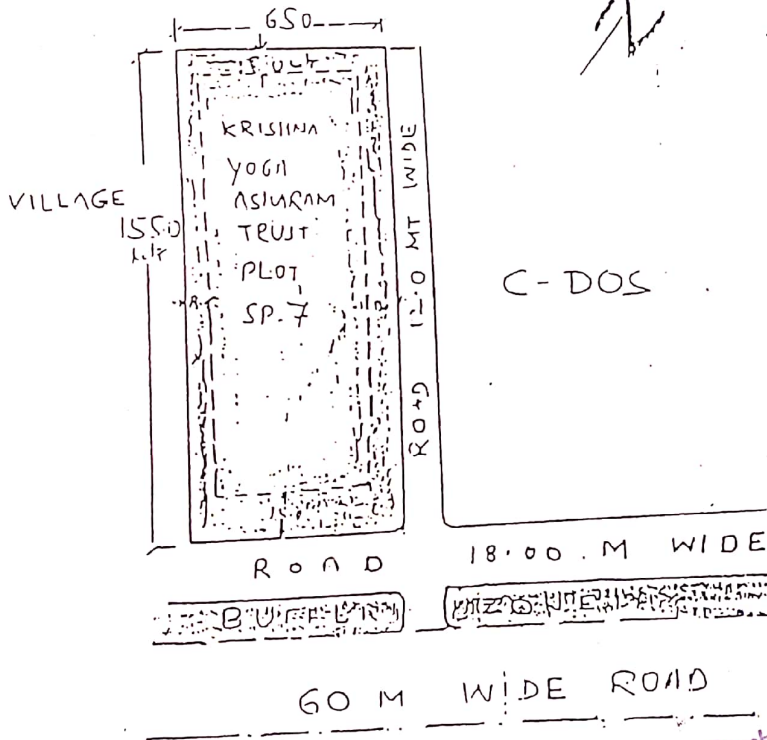 650
KRISHNA
YOGA
ASHRAM
TRUST
PLOT
SP. 7
VILLAGE
1550
ROAD 12.0 MT WIDE
C-DOS
ROAD 18.00 . M WIDE
BUFFER ZONE
60 M WIDE ROAD